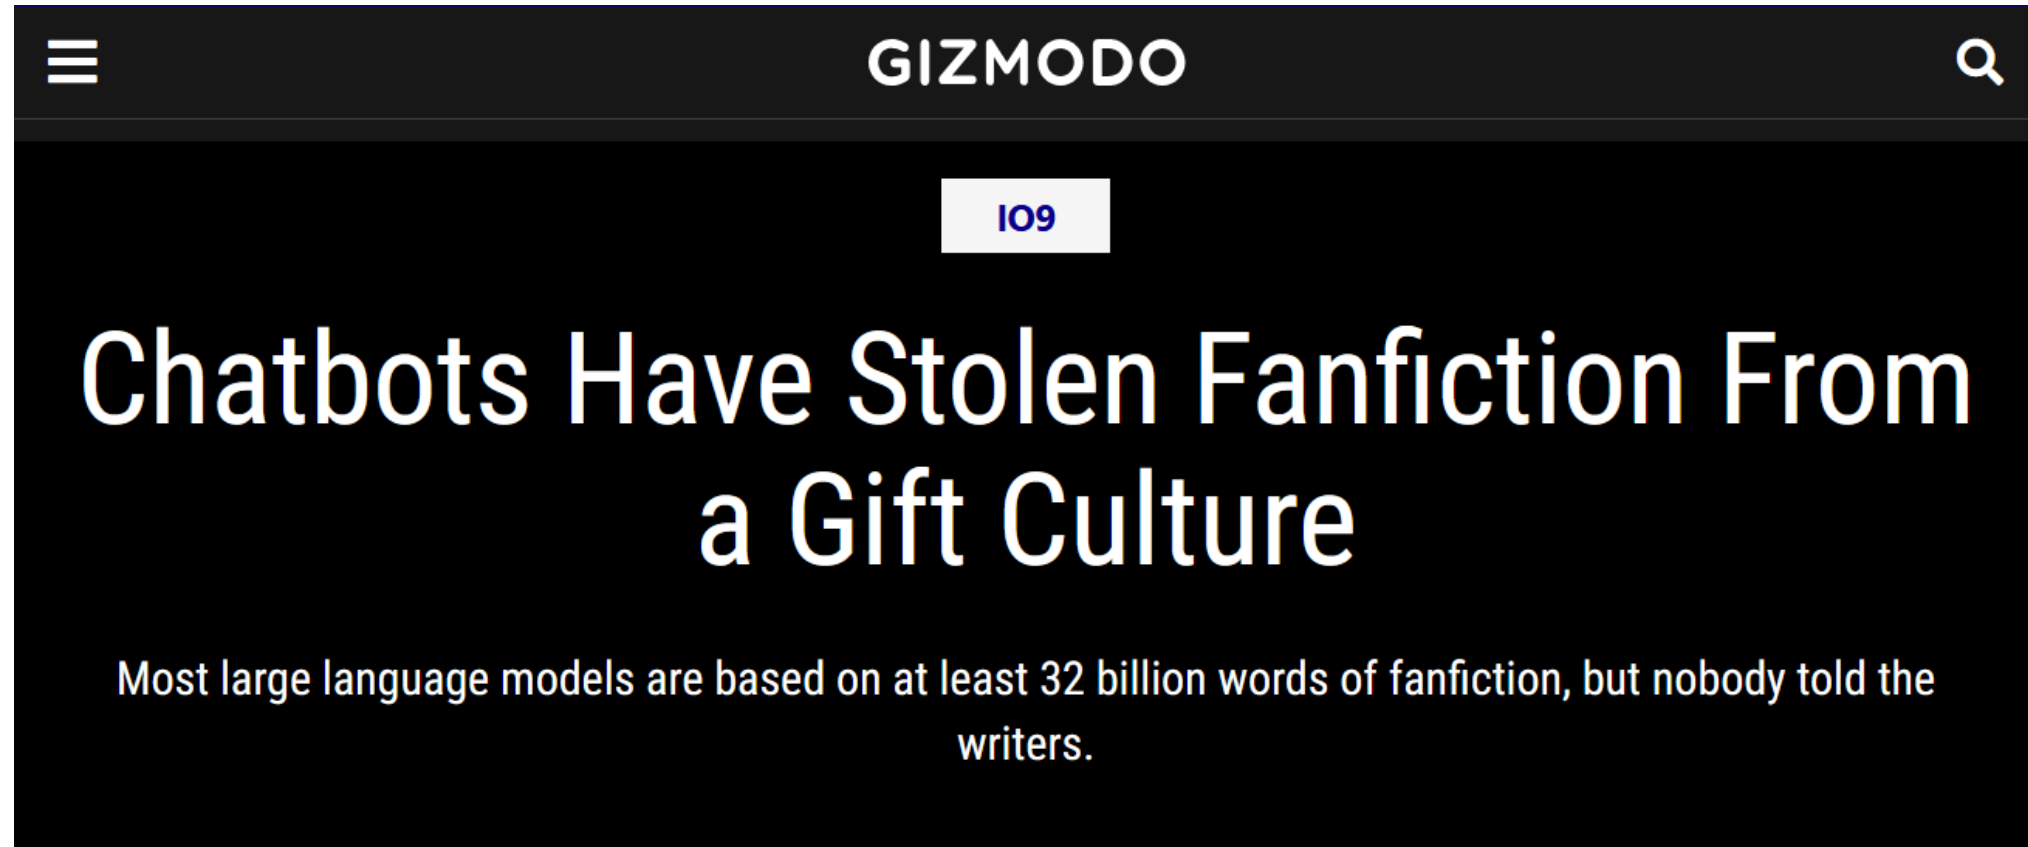 GIZMODO
IO9
Chatbots Have Stolen Fanfiction From
a Gift Culture
Most large language models are based on at least 32 billion words of fanfiction, but nobody told the
writers.